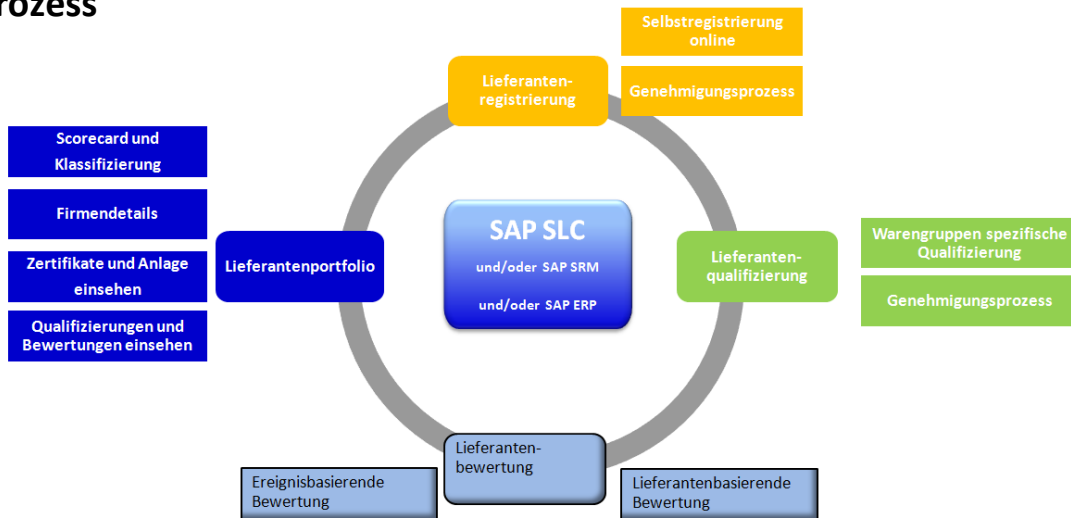 rozess
Selbstregistrierung
online
Lieferanten-
registrierung
Genehmigungsprozess
Scorecard und
Klassifizierung
Firmendetails
Zertifikate und Anlage
einsehen
Qualifizierungen und
Bewertungen einsehen
Lieferantenportfolio
SAP SLC
und/oder SAP SRM
und/oder SAP ERP
Lieferanten-
qualifizierung
Warengruppen spezifische
Qualifizierung
Genehmigungsprozess
Lieferanten-
bewertung
Ereignisbasierende
Bewertung
Lieferantenbasierende
Bewertung